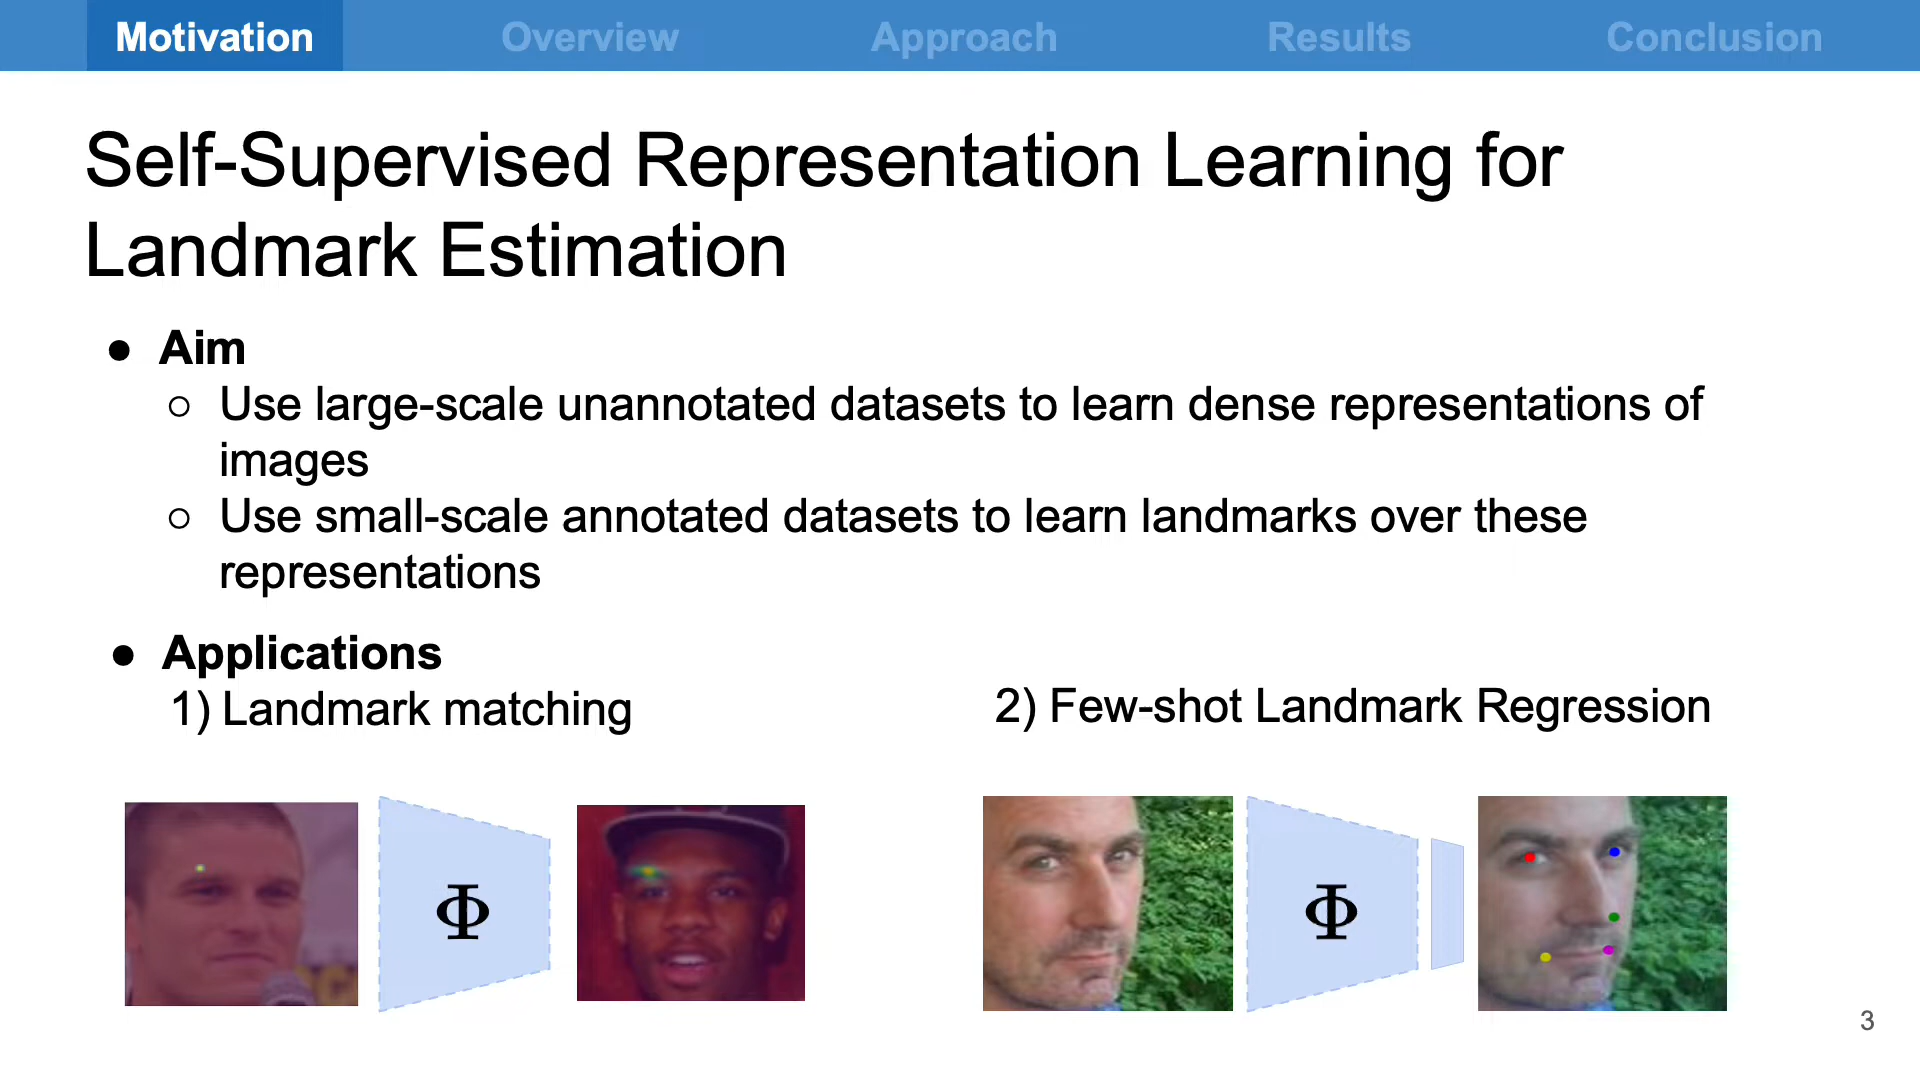 Motivation
Overview
Approach
Results
Conclusion
Self-Supervised Representation Learning for
Landmark Estimation
● Aim
○ Use large-scale unannotated datasets to learn dense representations of
images
○ Use small-scale annotated datasets to learn landmarks over these
representations
● Applications
1) Landmark matching
2) Few-shot Landmark Regression
Φ
Φ
3